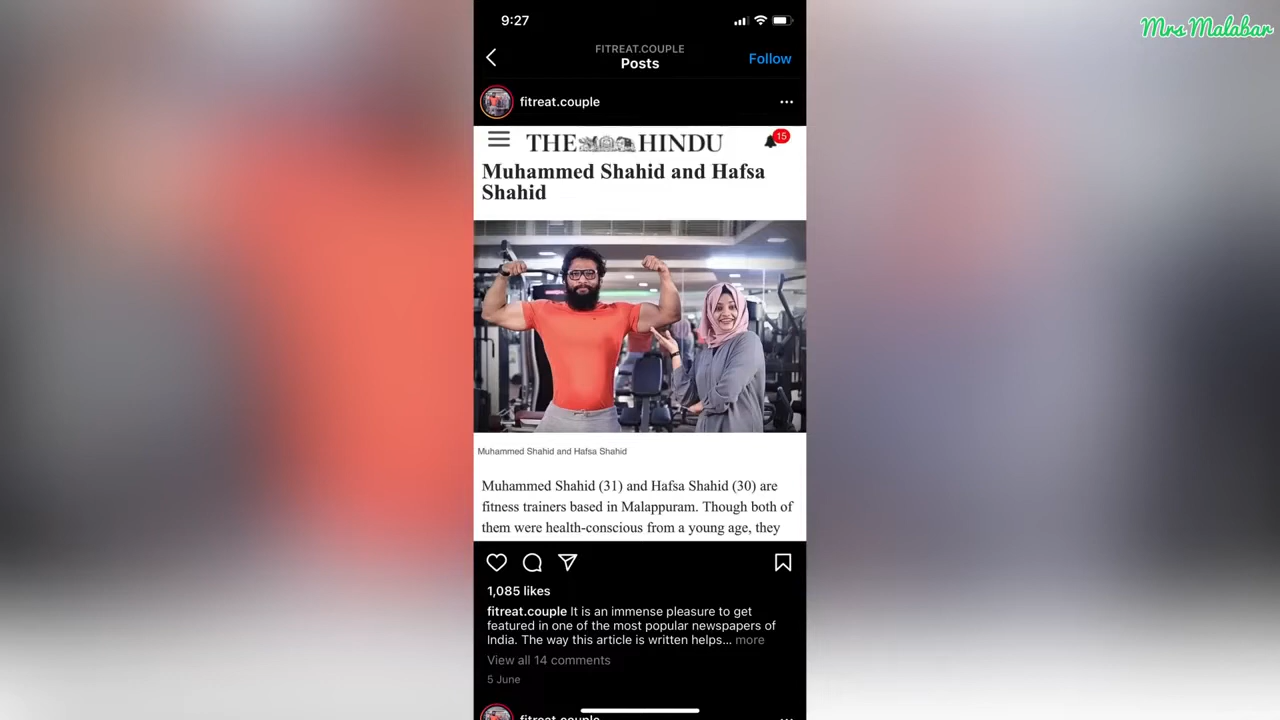 Mrs Malabar
9:27
FITREAT.COUPLE
Posts
Follow
fitreat.couple
THE HINDU
15
Muhammed Shahid and Hafsa
Shahid
Muhammed Shahid and Hafsa Shahid
Muhammed Shahid (31) and Hafsa Shahid (30) are
fitness trainers based in Malappuram. Though both of
them were health-conscious from a young age, they
1,085 likes
fitreat.couple It is an immense pleasure to get
featured in one of the most popular newspapers of
India. The way this article is written helps... more
View all 14 comments
5 June
fitreat.couple